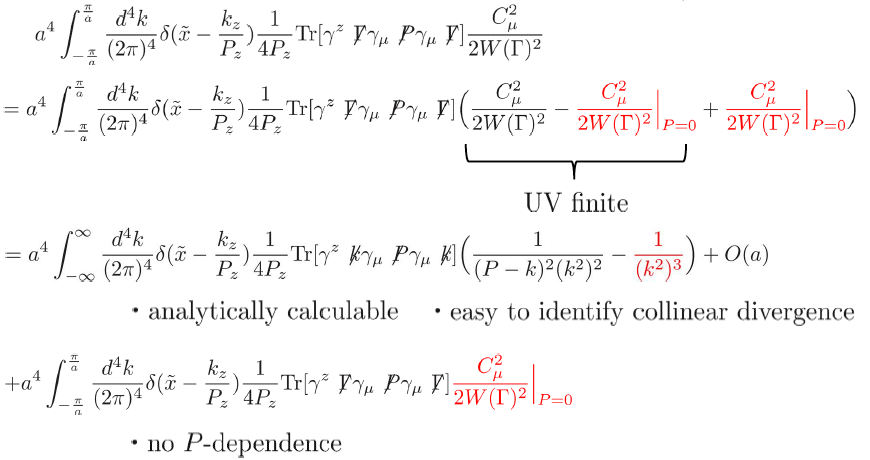 $a^4 \int_{-\frac{\pi}{a}}^{\frac{\pi}{a}} \frac{d^4k}{(2\pi)^4} \delta(\tilde{x} - \frac{k_z}{P_z}) \frac{1}{4P_z} \mathrm{Tr}[\gamma^z \not{\Gamma} \gamma_\mu \not{P} \gamma_\mu \not{\Gamma}] \frac{C_\mu^2}{2W(\Gamma)^2}$
$= a^4 \int_{-\frac{\pi}{a}}^{\frac{\pi}{a}} \frac{d^4k}{(2\pi)^4} \delta(\tilde{x} - \frac{k_z}{P_z}) \frac{1}{4P_z} \mathrm{Tr}[\gamma^z \not{\Gamma} \gamma_\mu \not{P} \gamma_\mu \not{\Gamma}] \Big( \frac{C_\mu^2}{2W(\Gamma)^2} - \frac{C_\mu^2}{2W(\Gamma)^2} \Big|_{P=0} + \frac{C_\mu^2}{2W(\Gamma)^2} \Big|_{P=0} \Big)$
UV finite
$= a^4 \int_{-\infty}^{\infty} \frac{d^4k}{(2\pi)^4} \delta(\tilde{x} - \frac{k_z}{P_z}) \frac{1}{4P_z} \mathrm{Tr}[\gamma^z \not{k} \gamma_\mu \not{P} \gamma_\mu \not{k}] \Big( \frac{1}{(P-k)^2 (k^2)^2} - \frac{1}{(k^2)^3} \Big) + O(a)$
・analytically calculable ・easy to identify collinear divergence
$+ a^4 \int_{-\frac{\pi}{a}}^{\frac{\pi}{a}} \frac{d^4k}{(2\pi)^4} \delta(\tilde{x} - \frac{k_z}{P_z}) \frac{1}{4P_z} \mathrm{Tr}[\gamma^z \not{\Gamma} \gamma_\mu \not{P} \gamma_\mu \not{\Gamma}] \frac{C_\mu^2}{2W(\Gamma)^2} \Big|_{P=0}$
・no $P$-dependence